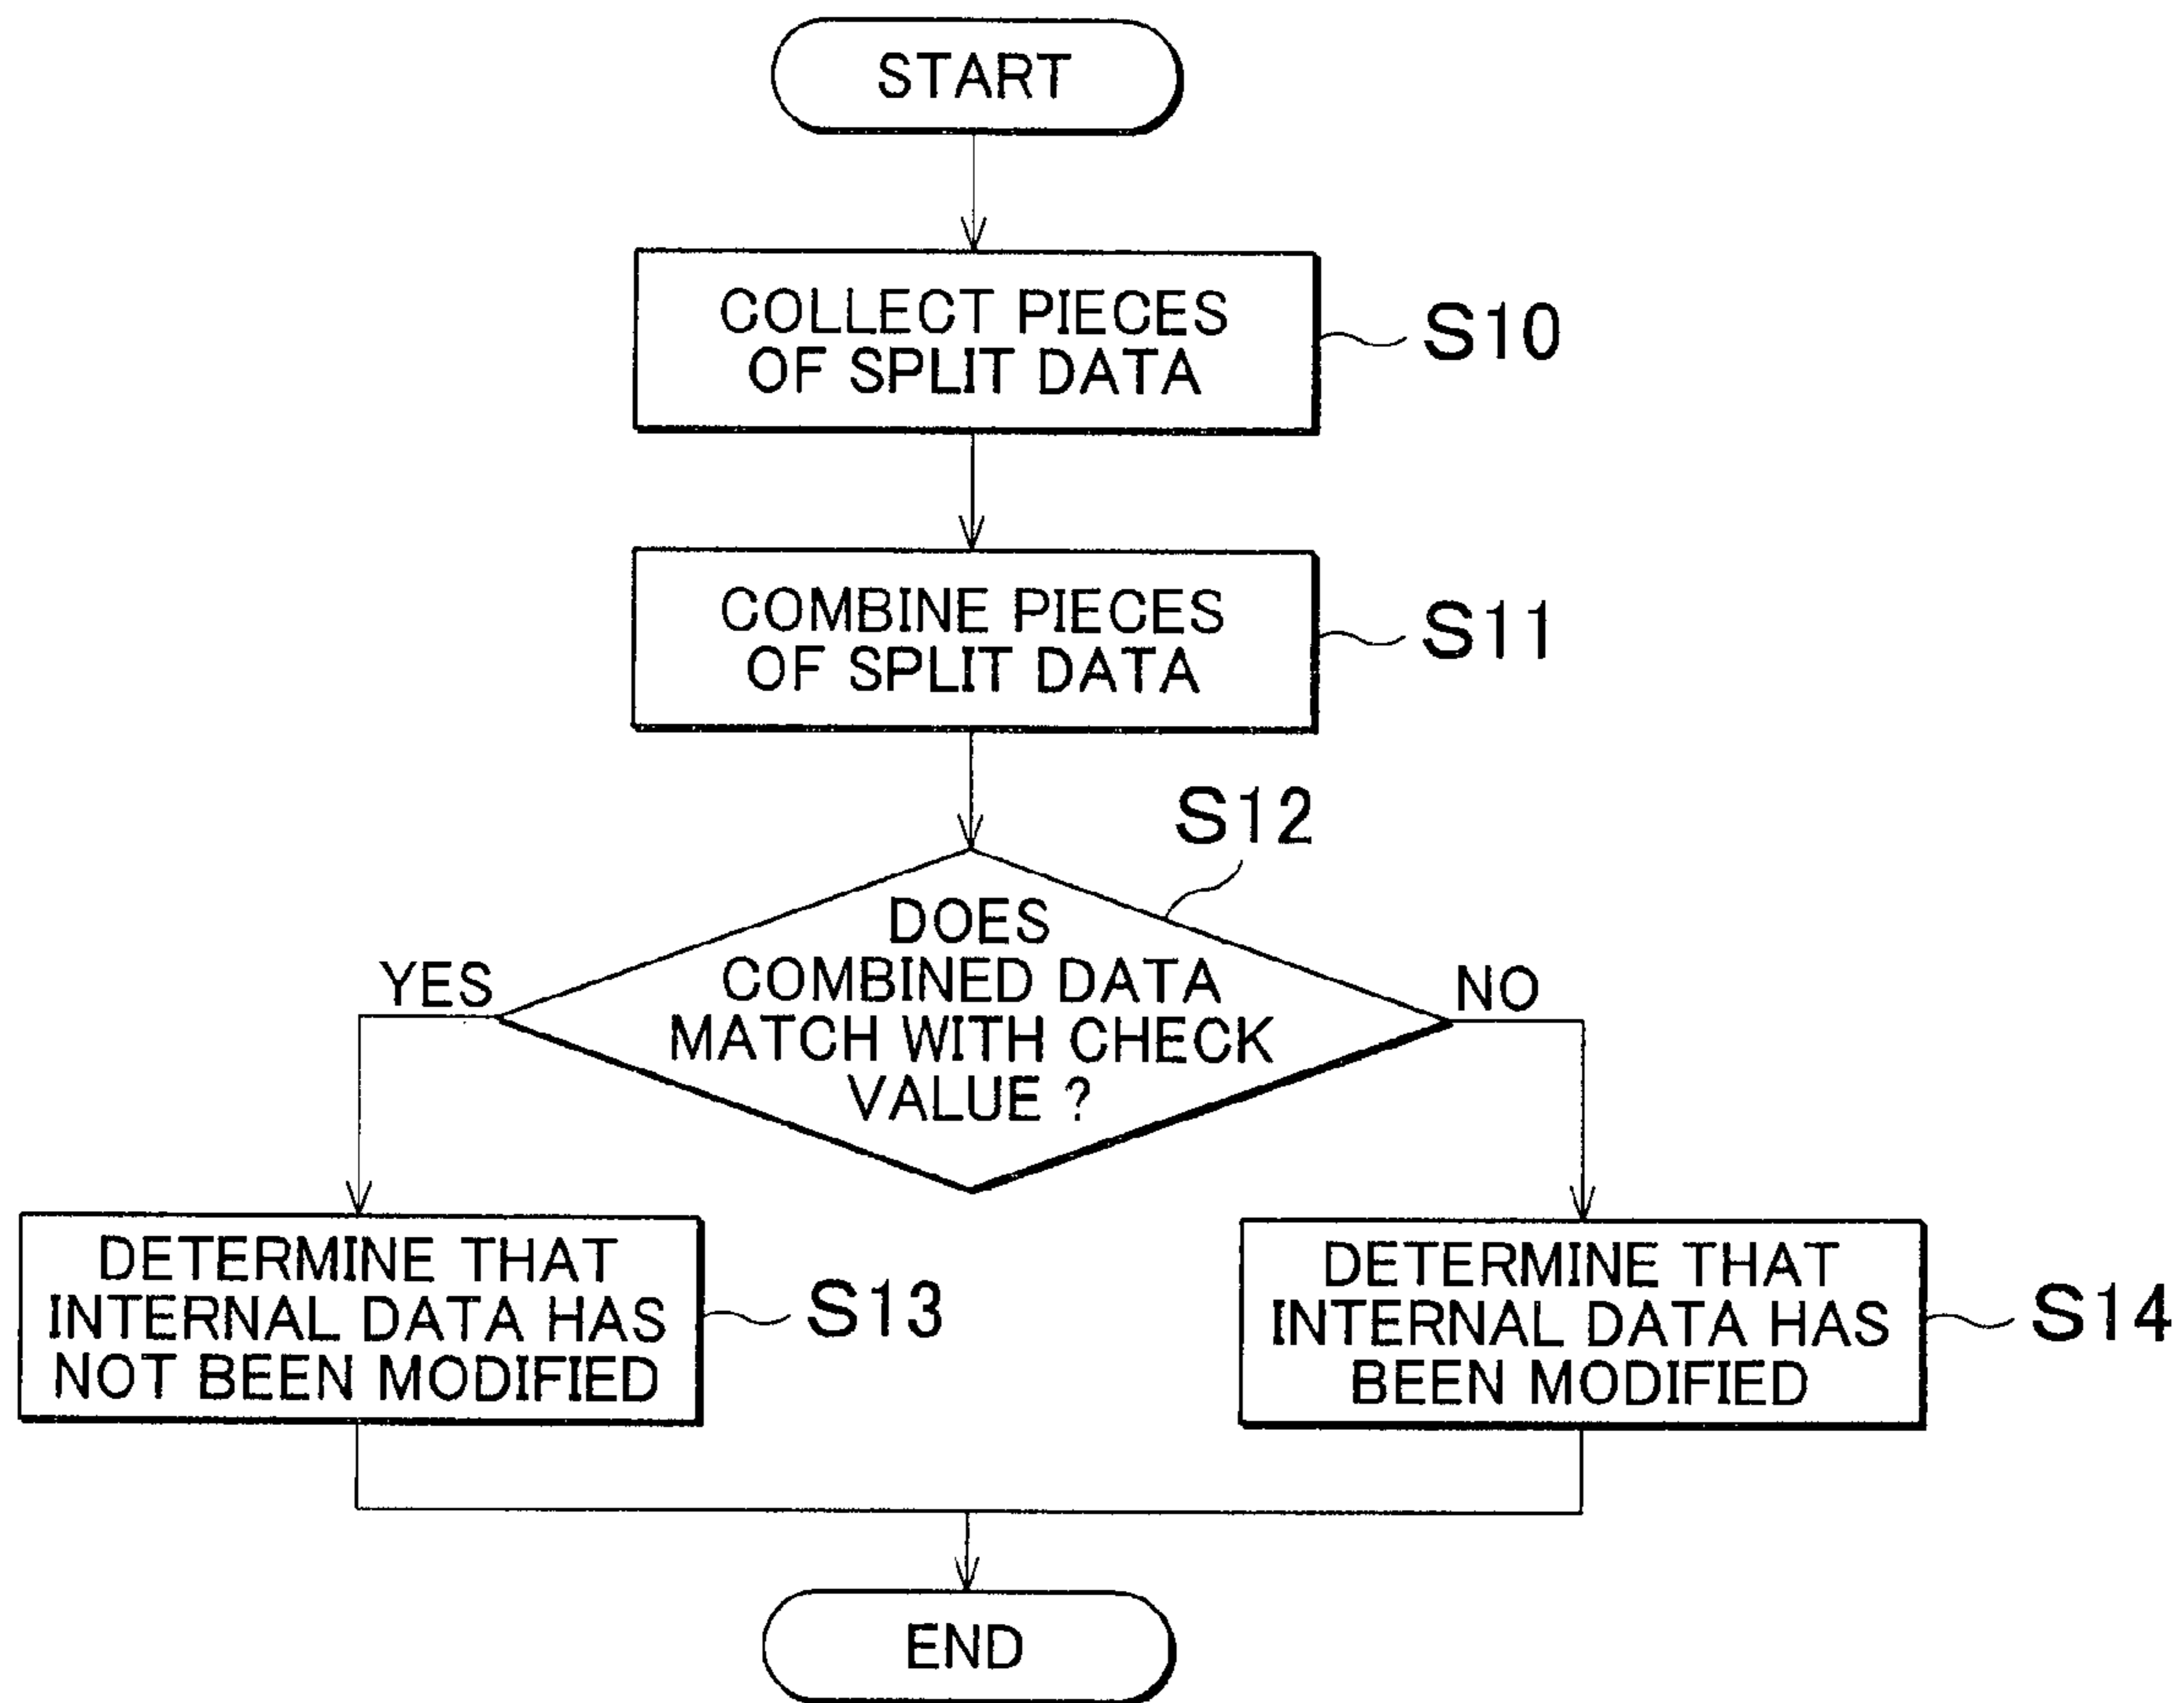 START
COLLECT PIECES
OF SPLIT DATA
S10
COMBINE PIECES
OF SPLIT DATA
S11
S12
DOES
COMBINED DATA
MATCH WITH CHECK
VALUE ?
YES
NO
DETERMINE THAT
INTERNAL DATA HAS
NOT BEEN MODIFIED
S13
DETERMINE THAT
INTERNAL DATA HAS
BEEN MODIFIED
S14
END